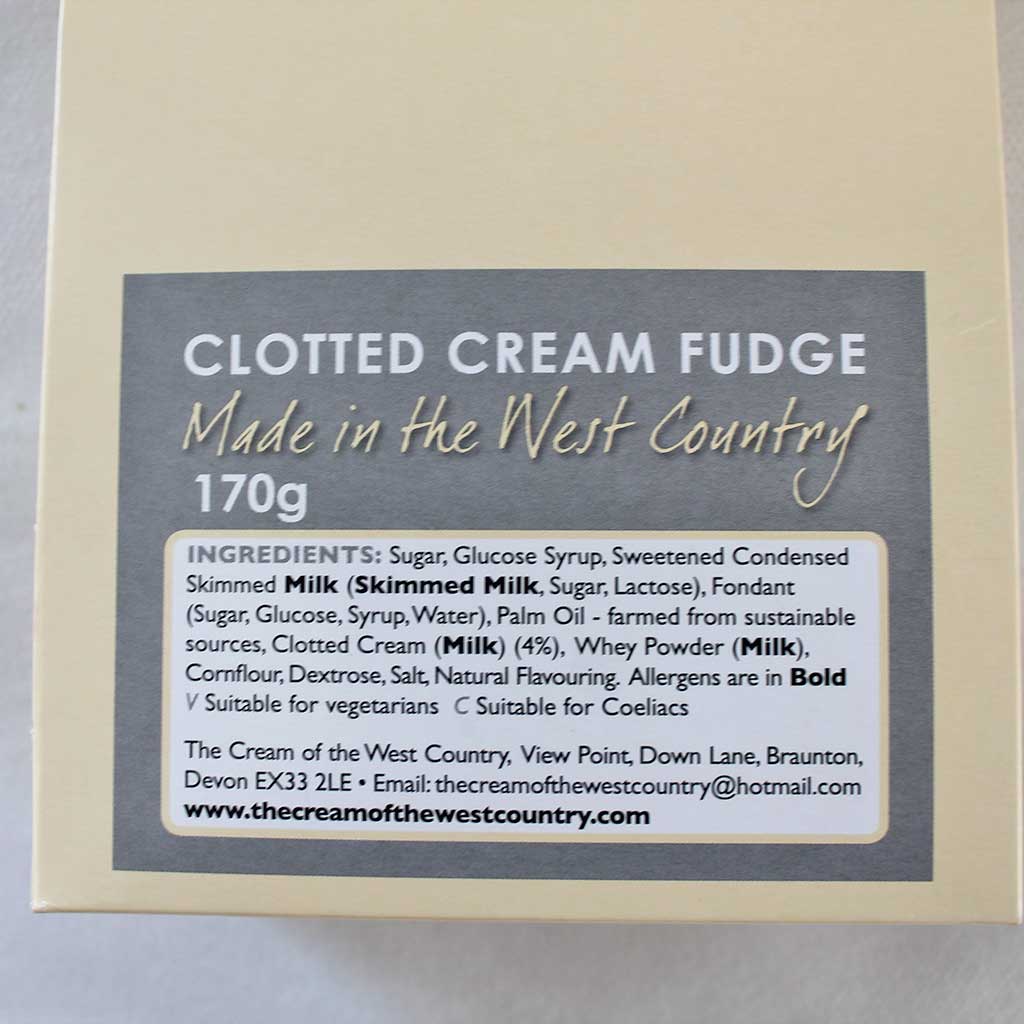 CLOTTED CREAM FUDGE
Made in the West Country
170g
INGREDIENTS: Sugar, Glucose Syrup, Sweetened Condensed
Skimmed Milk (Skimmed Milk, Sugar, Lactose), Fondant
(Sugar, Glucose, Syrup, Water), Palm Oil - farmed from sustainable
sources, Clotted Cream (Milk) (4%), Whey Powder (Milk),
Cornflour, Dextrose, Salt, Natural Flavouring. Allergens are in Bold
V Suitable for vegetarians C Suitable for Coeliacs
The Cream of the West Country, View Point, Down Lane, Braunton,
Devon EX33 2LE • Email: thecreamofthewestcountry@hotmail.com
www.thecreamofthewestcountry.com